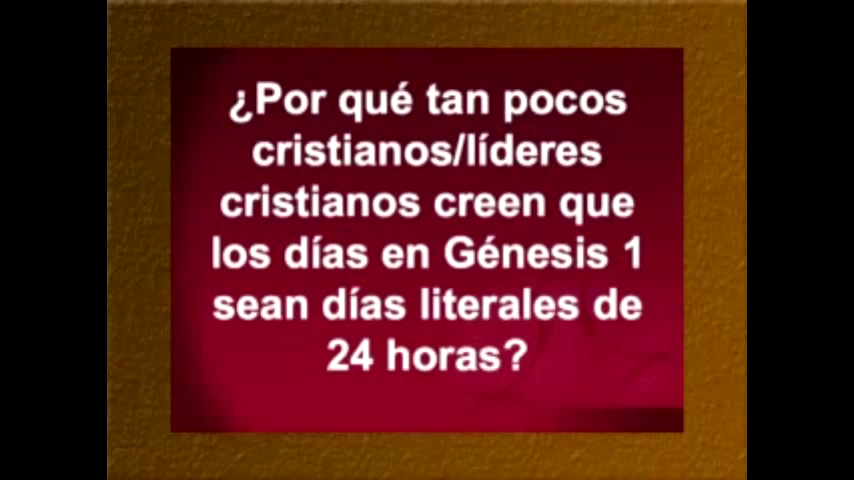 ¿Por qué tan pocos
cristianos/líderes
cristianos creen que
los días en Génesis 1
sean días literales de
24 horas?